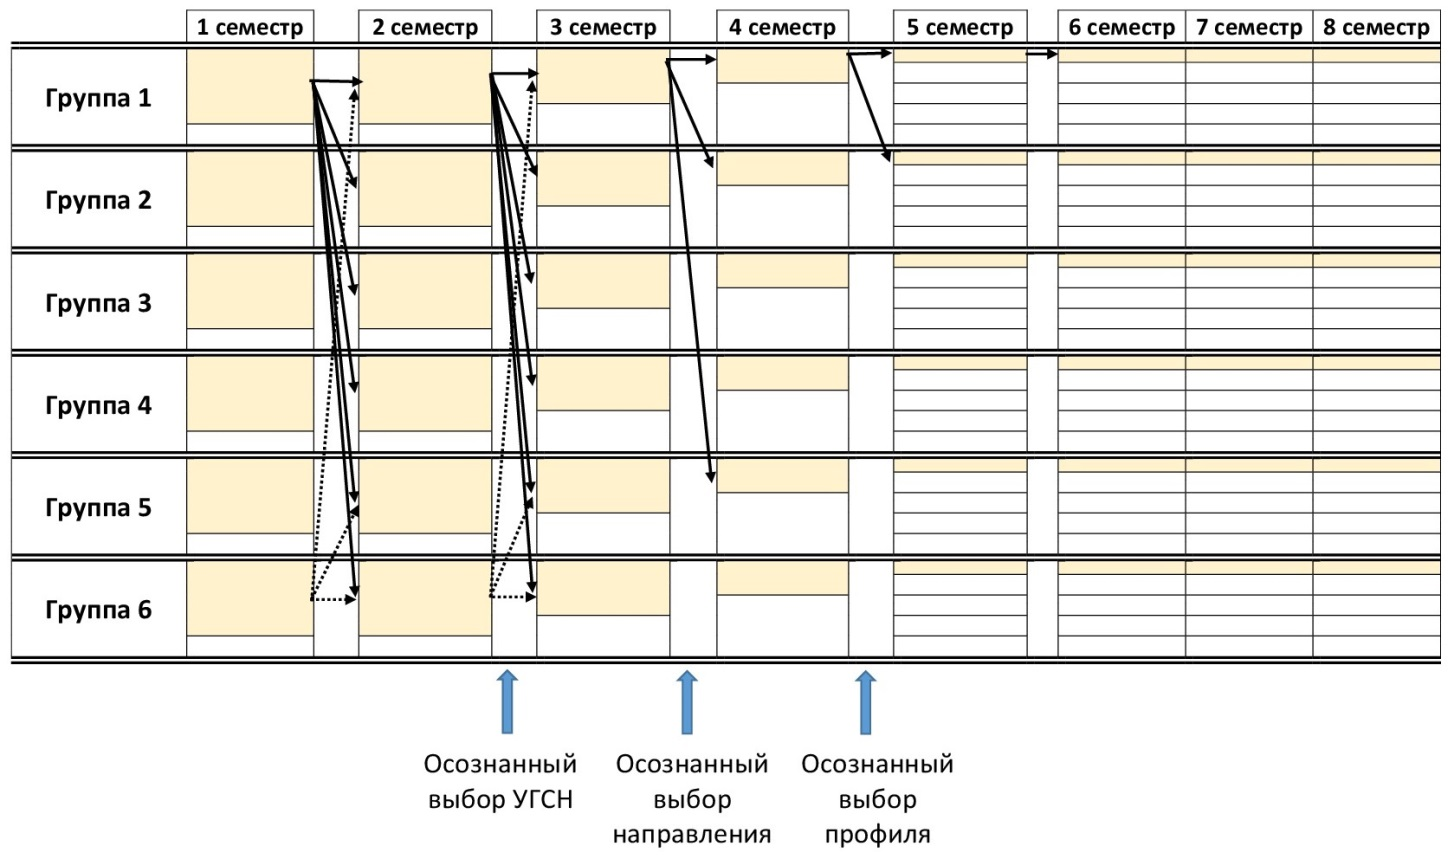 1 семестр
2 семестр
3 семестр
4 семестр
5 семестр
6 семестр
7 семестр
8 семестр
Группа 1
Группа 2
Группа 3
Группа 4
Группа 5
Группа 6
Осознанный
выбор УГСН
Осознанный
выбор
направления
Осознанный
выбор
профиля